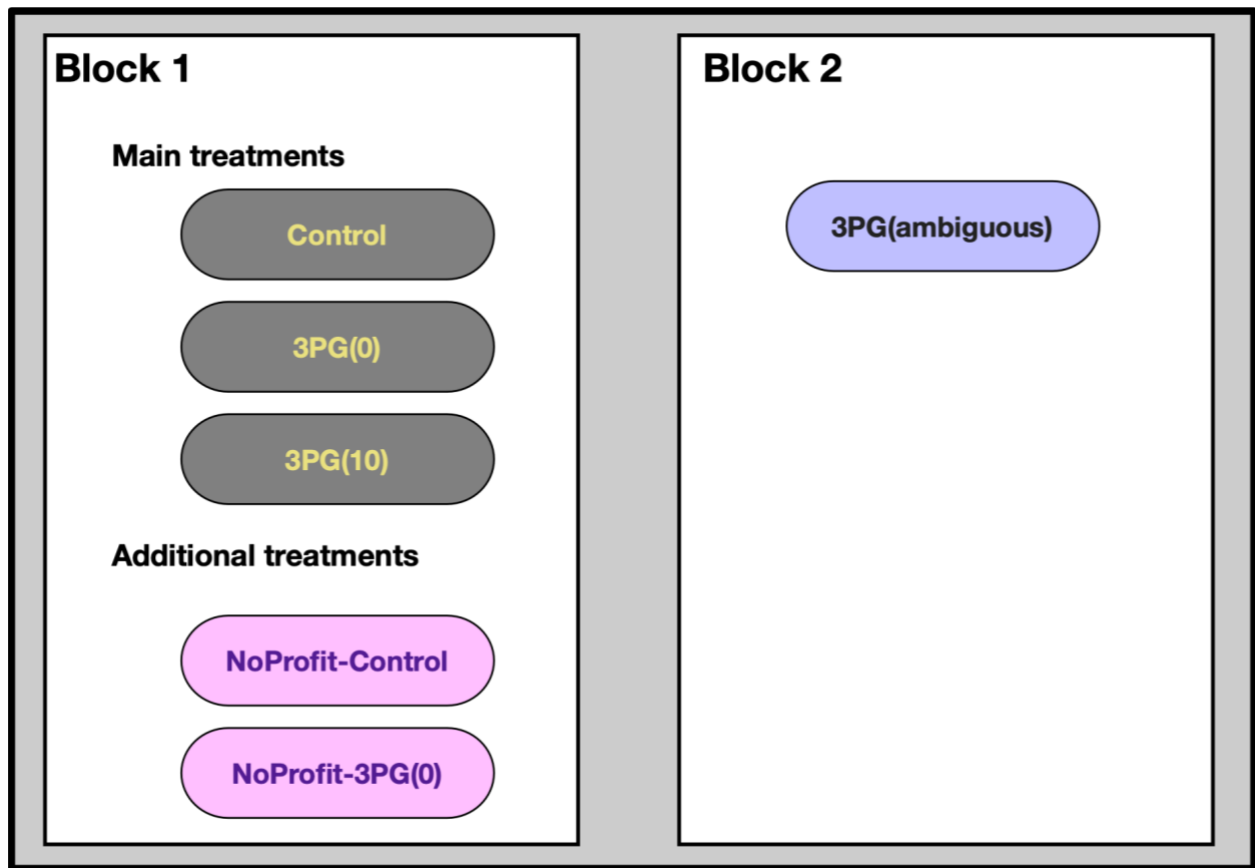 Block 1
Main treatments
Control
3PG(0)
3PG(10)
Additional treatments
NoProfit-Control
NoProfit-3PG(0)
Block 2
3PG(ambiguous)